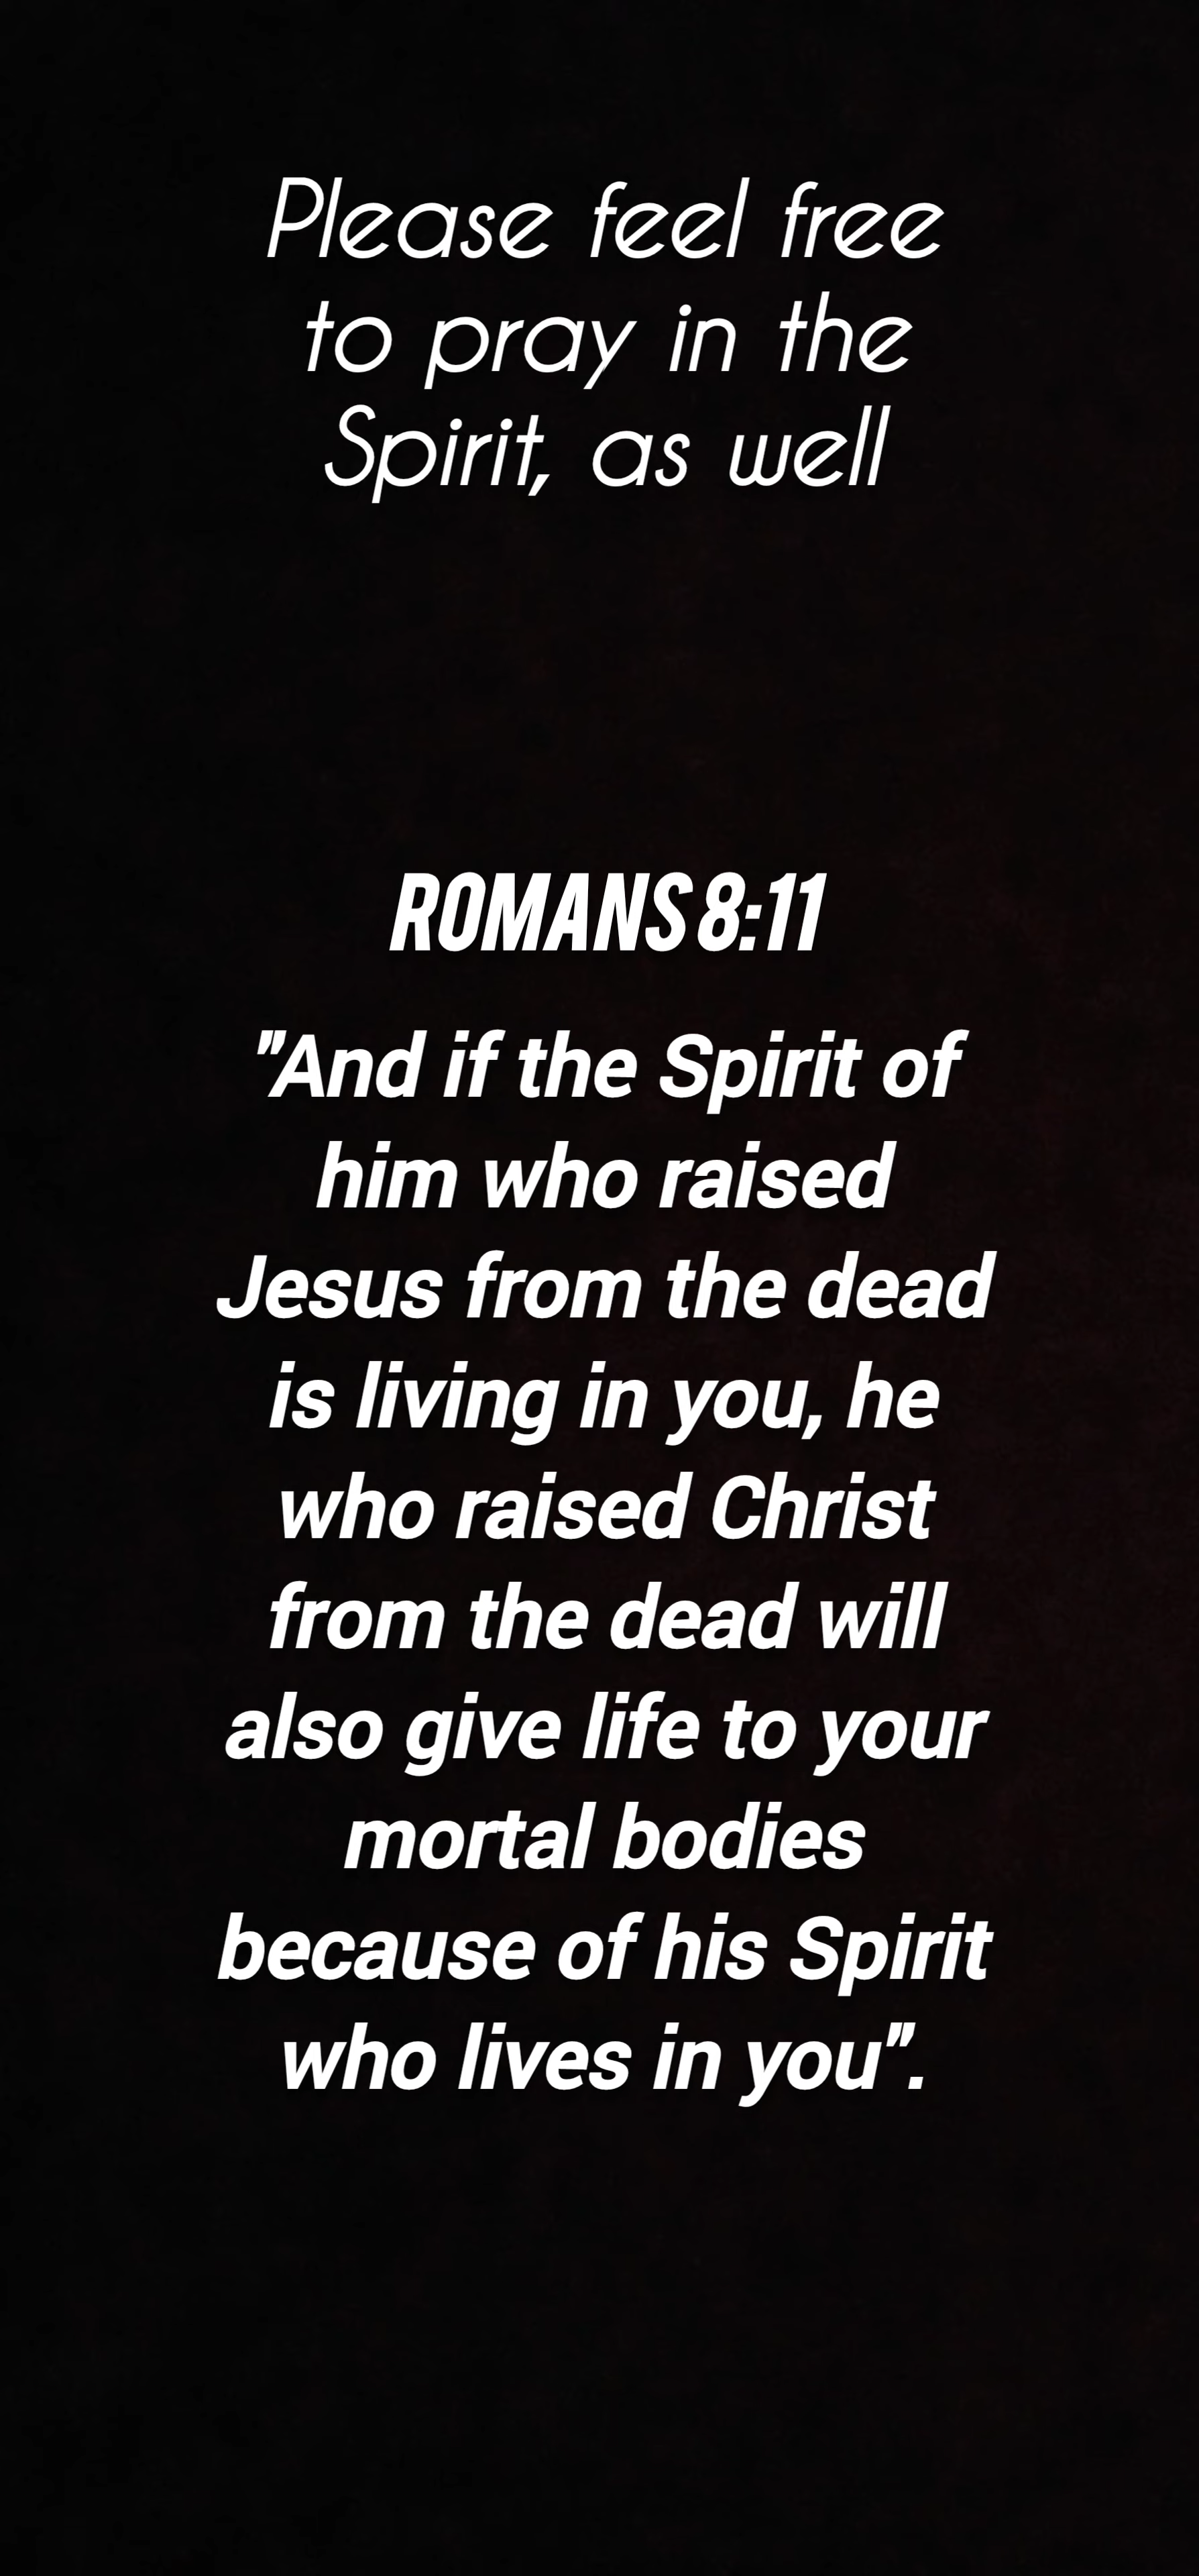 Please feel free
to pray in the
Spirit, as well
ROMANS 8:11
"And if the Spirit of
him who raised
Jesus from the dead
is living in you, he
who raised Christ
from the dead will
also give life to your
mortal bodies
because of his Spirit
who lives in you".